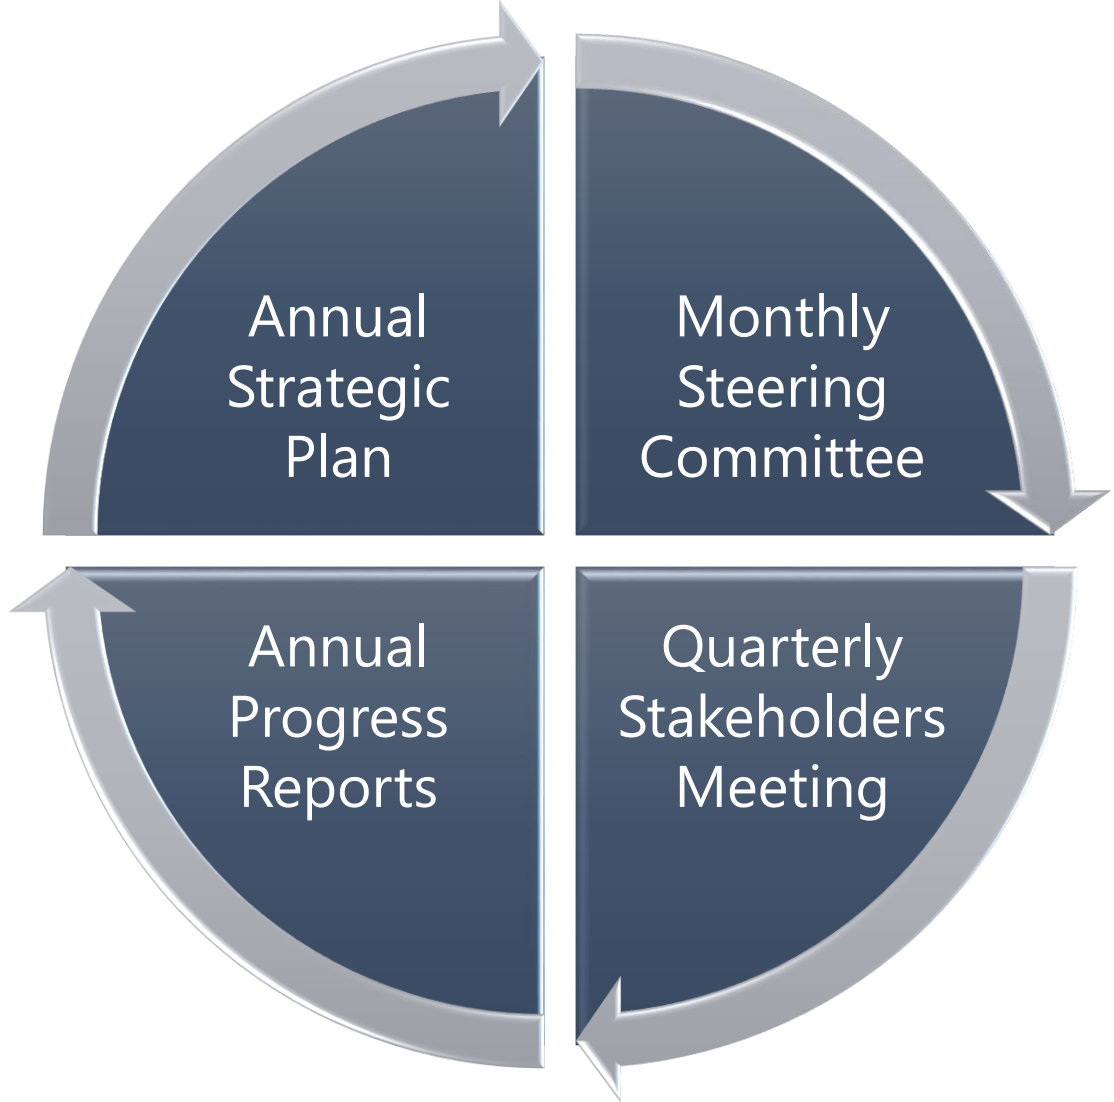 Annual
Strategic
Plan
Monthly
Steering
Committee
Annual
Progress
Reports
Quarterly
Stakeholders
Meeting